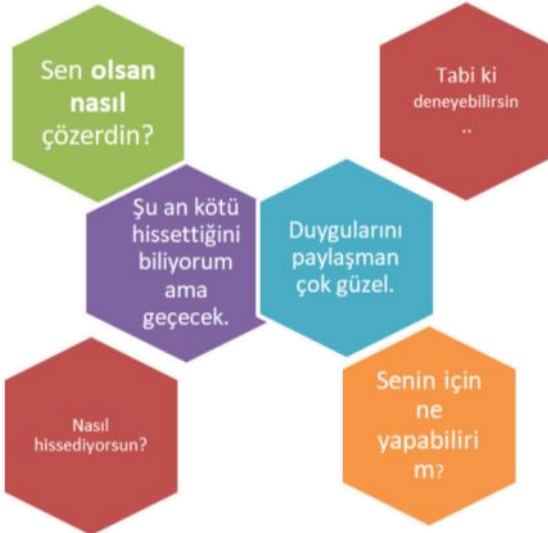 Sen olsan
nasıl
çözerdin?
Tabi ki
deneyebilirsin
..
Şu an kötü
hissettiğini
biliyorum
ama
geçecek.
Duygularını
paylaşman
çok güzel.
Nasıl
hissediyorsun?
Senin için
ne
yapabiliri
m?